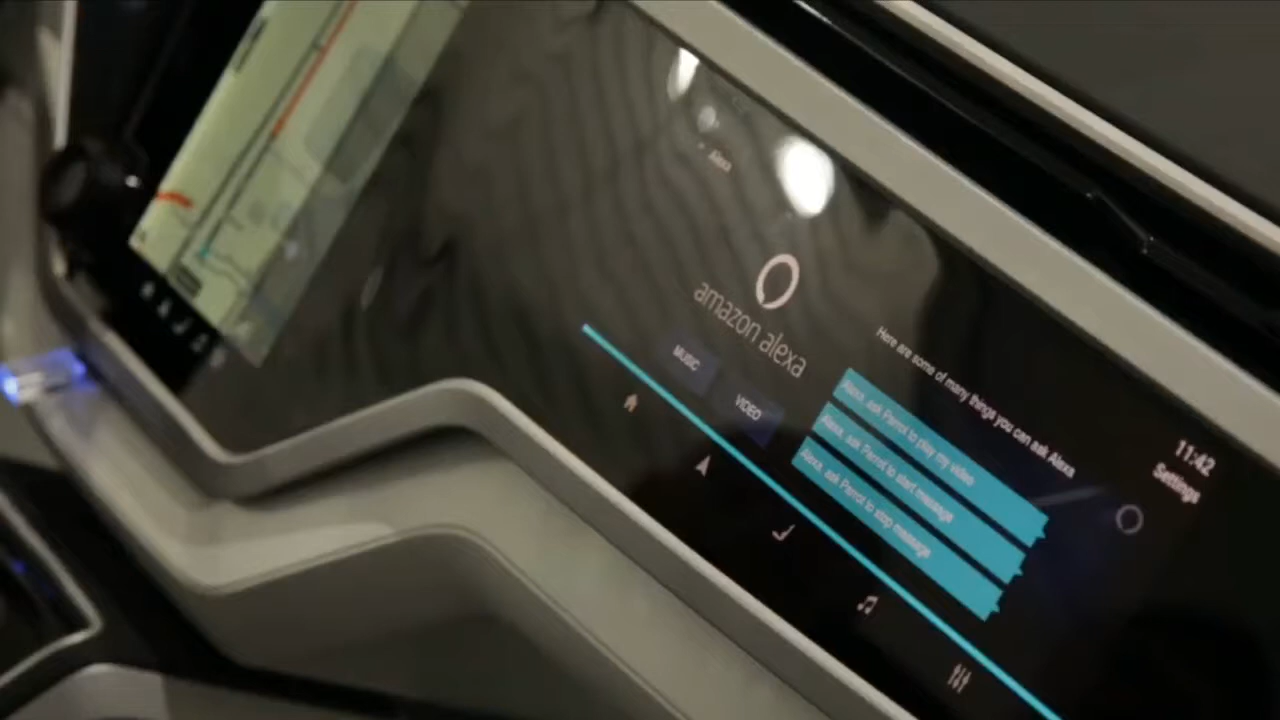 Alexa
amazon alexa
MUSIC
VIDEO
Here are some of many things you can ask Alexa
Alexa, ask Parrot to play my video
Alexa, ask Parrot to start massage
Alexa, ask Parrot to stop massage
11:42
Settings